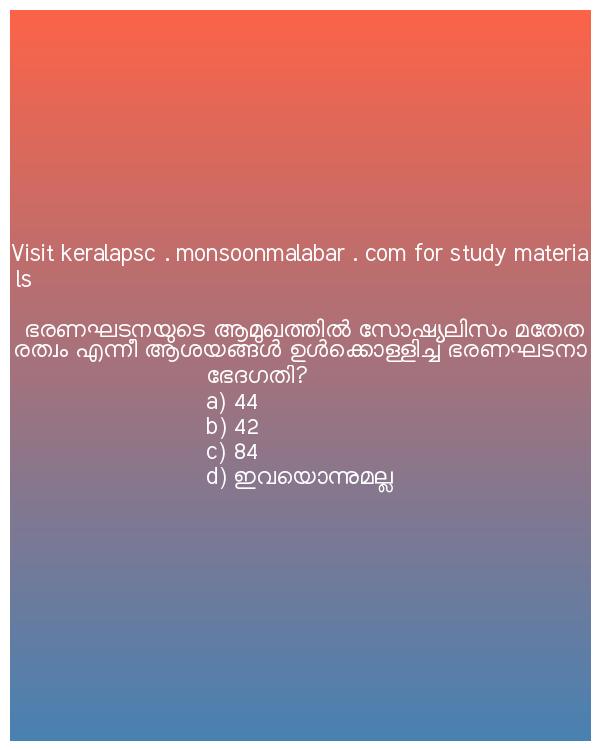 Visit keralapsc . monsoonmalabar . com for study materia
ls
ഭരണഘടനയുടെ ആമുഖത്തിൽ സോഷ്യലിസം മതേത
രത്വം എന്നീ ആശയങ്ങൾ ഉൾക്കൊള്ളിച്ച ഭരണഘടനാ
ഭേദഗതി?
a) 44
b) 42
c) 84
d) ഇവയൊന്നുമല്ല